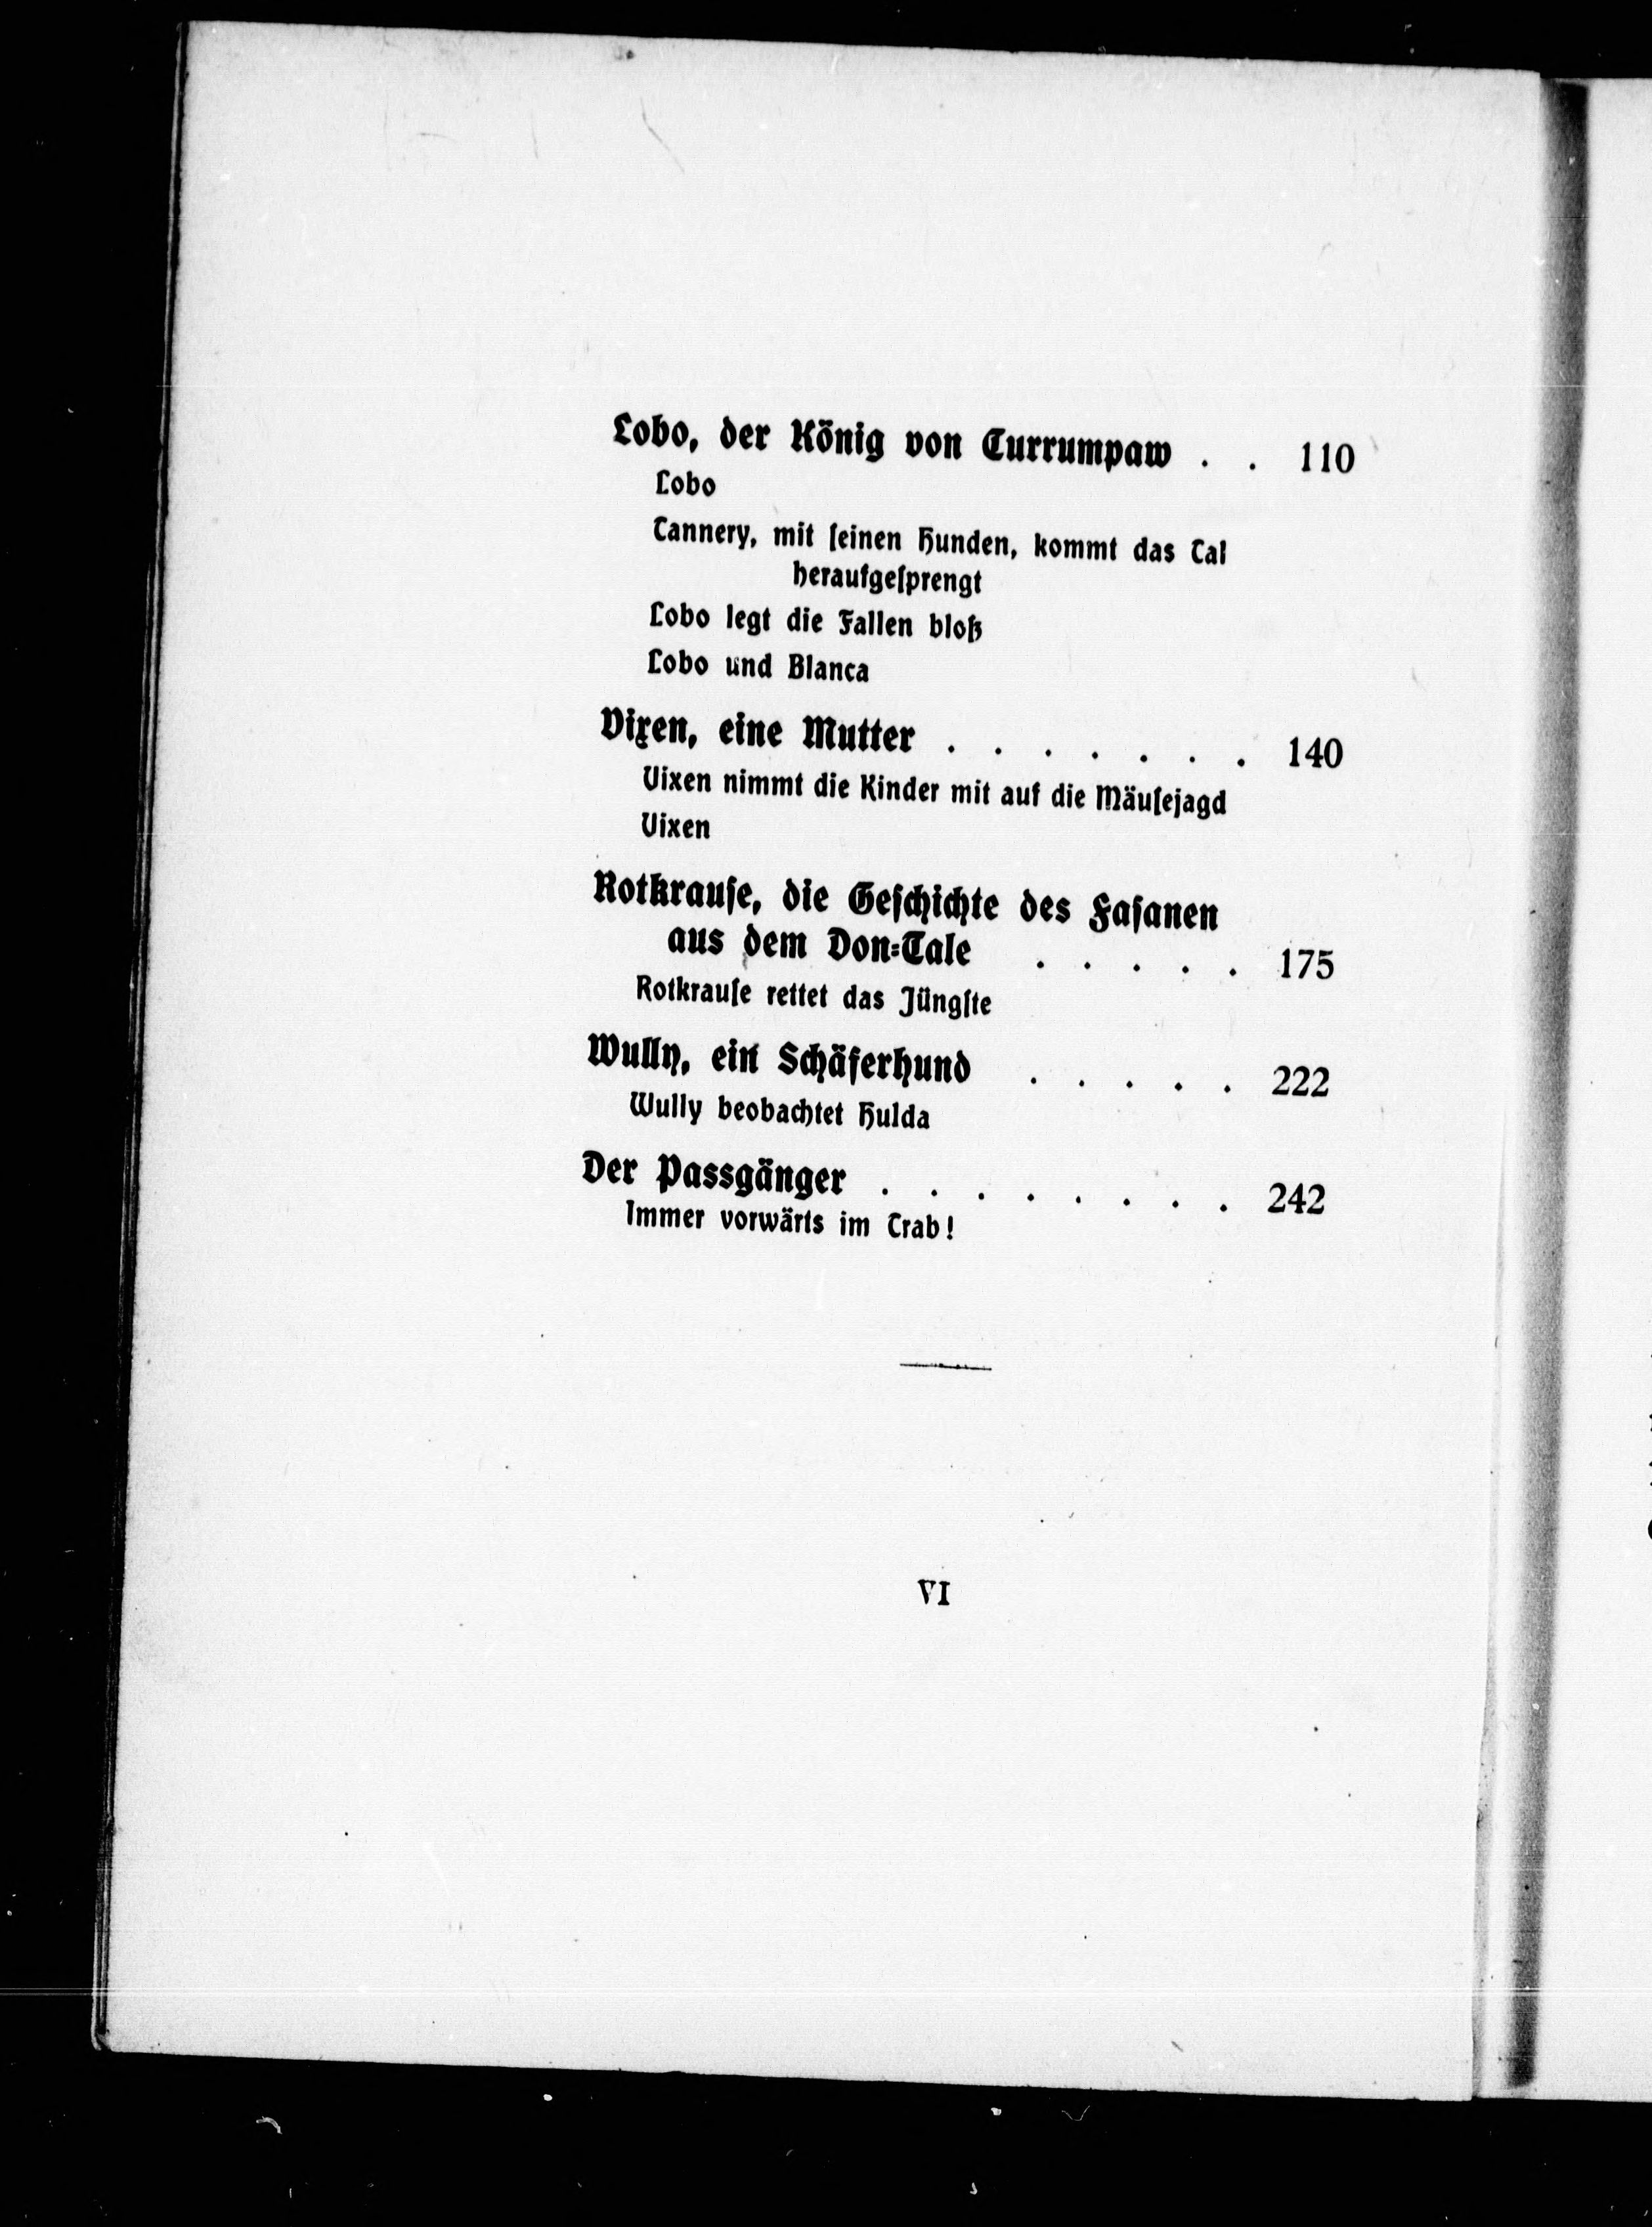 Lobo, der König von Currumpaw . . 110
Lobo
Tannery, mit ſeinen Hunden, kommt das Tal
heraufgeſprengt
Lobo legt die Fallen bloß
Lobo und Blanca
Vixen, eine Mutter . . . . . . . 140
Vixen nimmt die Kinder mit auf die Mäuſejagd
Vixen
Rotkrauſe, die Geſchichte des Faſanen
aus dem Don-Tale . . . . . 175
Rotkrauſe rettet das Jüngſte
Wully, ein Schäferhund . . . . . 222
Wully beobachtet Hulda
Der Passgänger . . . . . . . . 242
Immer vorwärts im Trab!
VI